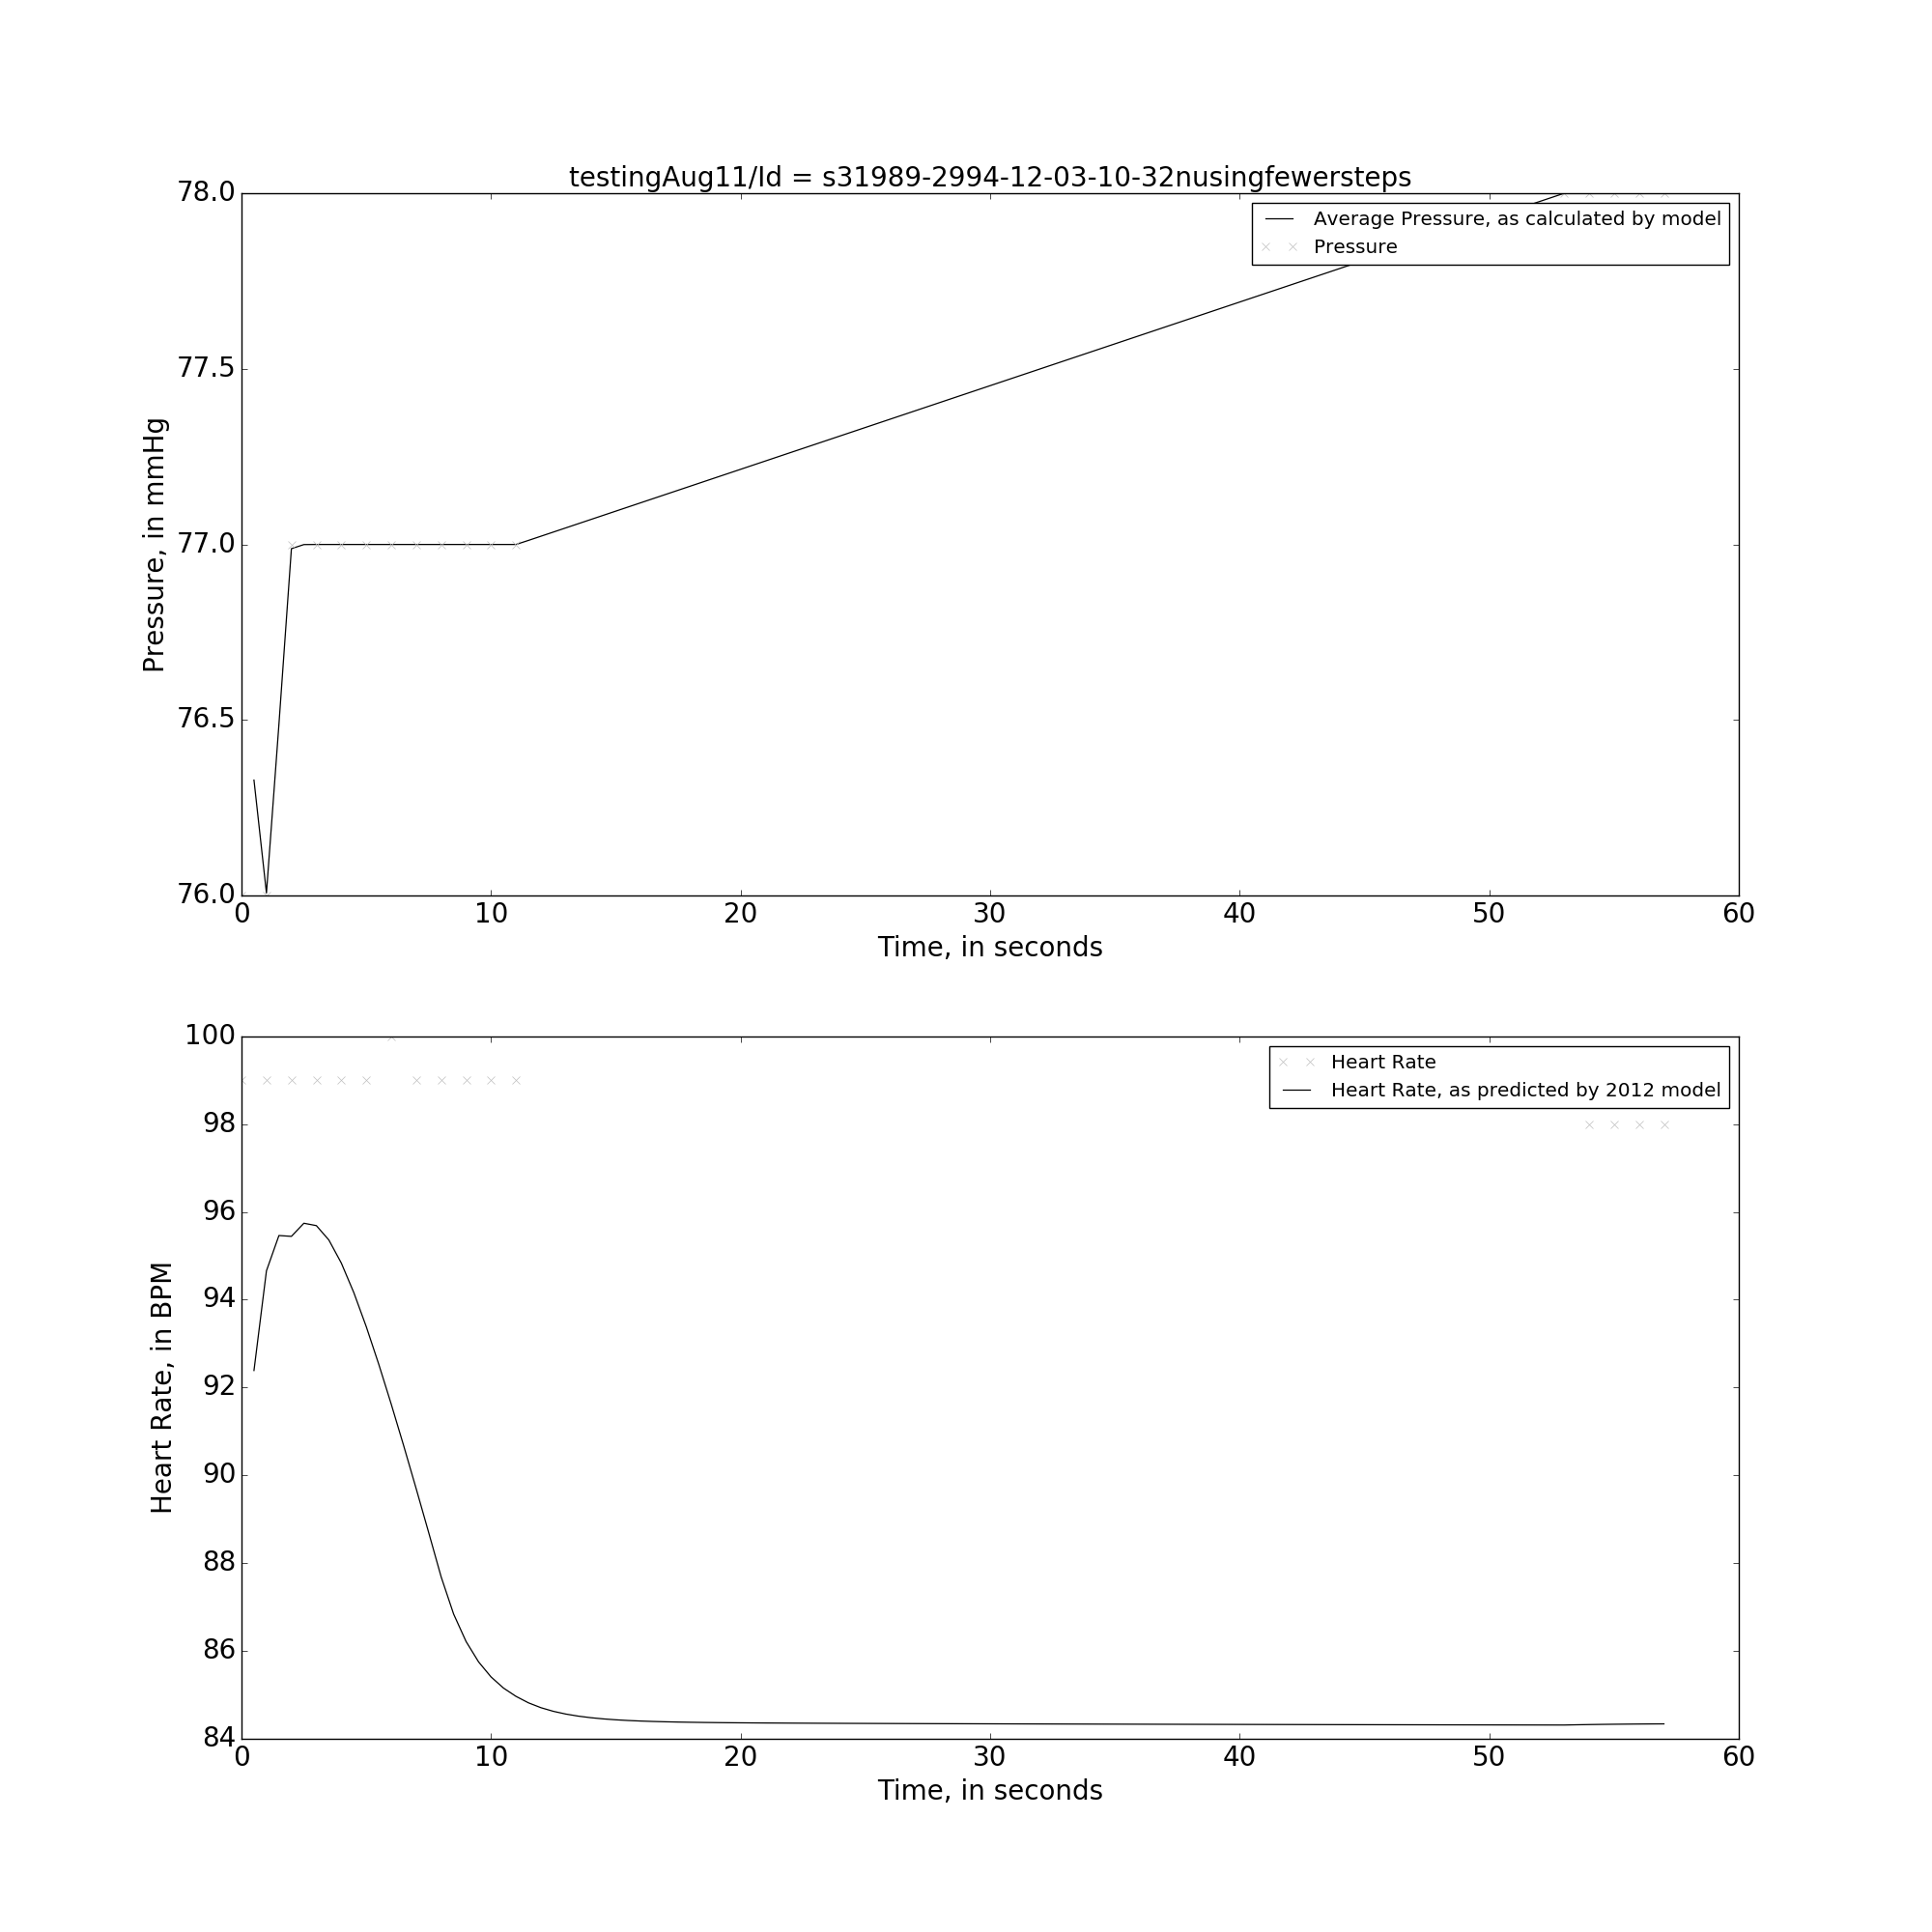 testingAug11/Id = s31989-2994-12-03-10-32nusingfewersteps
78.0
77.5
77.0
76.5
76.0
Pressure, in mmHg
Average Pressure, as calculated by model
Pressure
0 10 20 30 40 50 60
Time, in seconds
100
98
96
94
92
90
88
86
84
Heart Rate, in BPM
Heart Rate
Heart Rate, as predicted by 2012 model
0 10 20 30 40 50 60
Time, in seconds